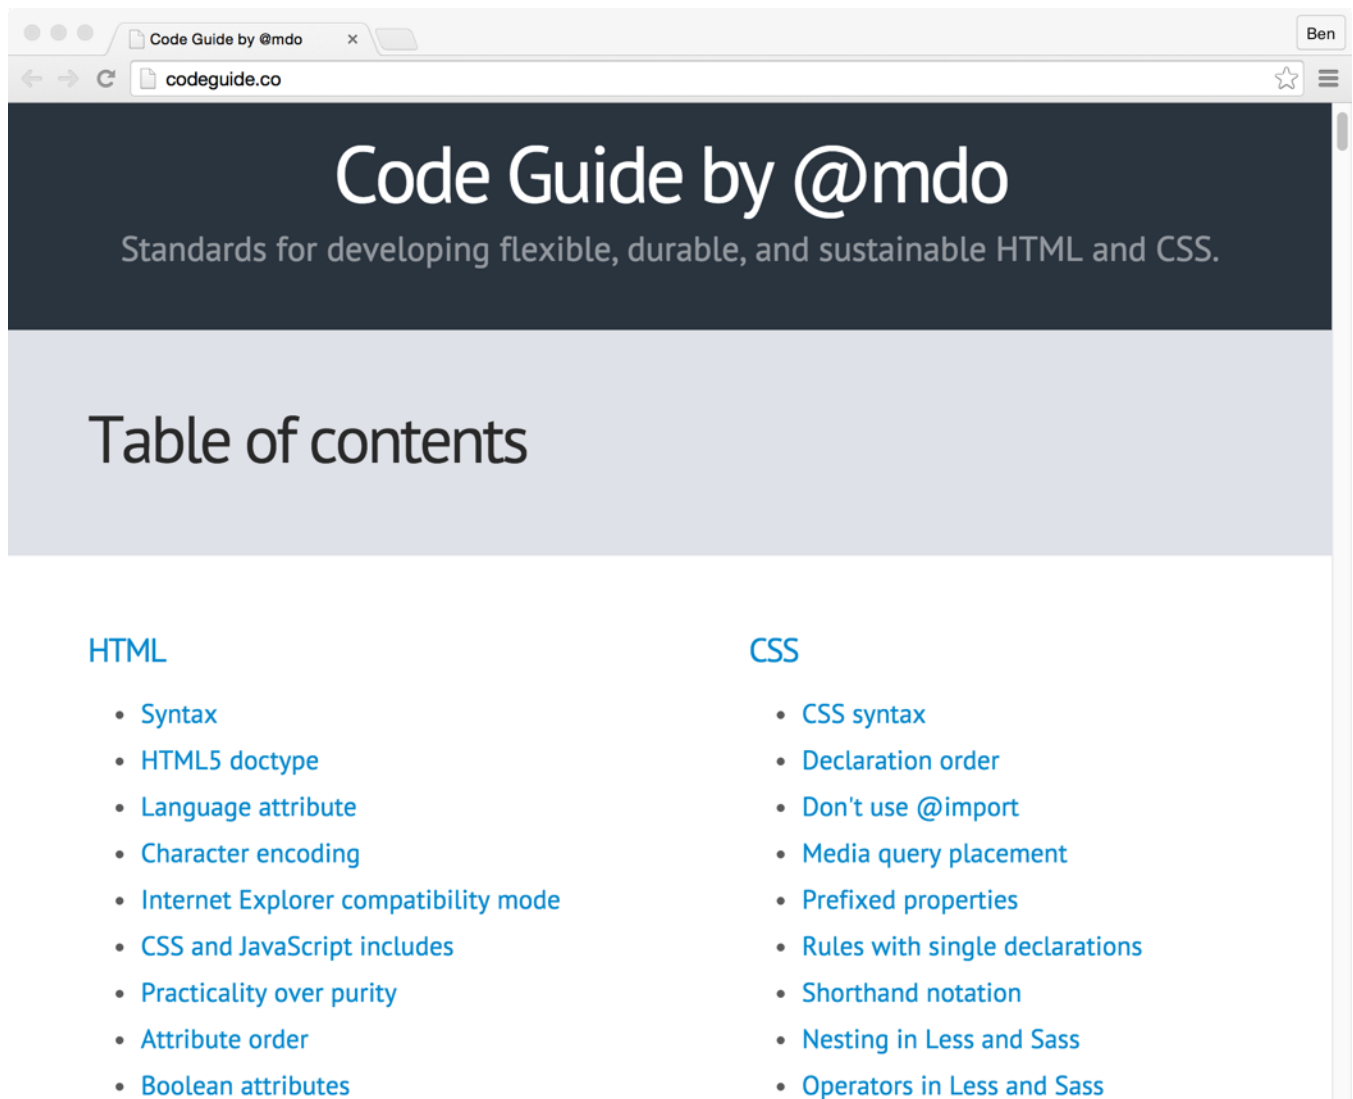 Code Guide by @mdo
Ben
codeguide.co
Code Guide by @mdo
Standards for developing flexible, durable, and sustainable HTML and CSS.
Table of contents
HTML
Syntax
HTML5 doctype
Language attribute
Character encoding
Internet Explorer compatibility mode
CSS and JavaScript includes
Practicality over purity
Attribute order
Boolean attributes
CSS
CSS syntax
Declaration order
Don't use @import
Media query placement
Prefixed properties
Rules with single declarations
Shorthand notation
Nesting in Less and Sass
Operators in Less and Sass